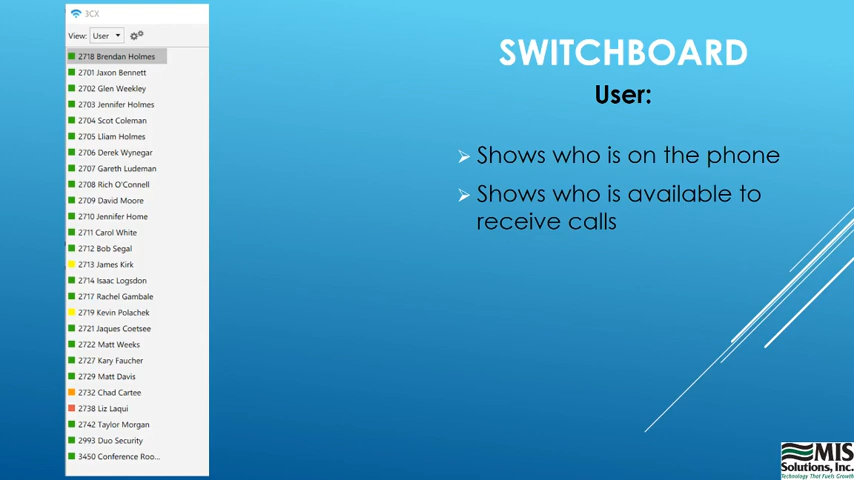 3CX
View: User
2718 Brendan Holmes
2701 Jaxon Bennett
2702 Glen Weekley
2703 Jennifer Holmes
2704 Scot Coleman
2705 Lliam Holmes
2706 Derek Wynegar
2707 Gareth Ludeman
2708 Rich O'Connell
2709 David Moore
2710 Jennifer Home
2711 Carol White
2712 Bob Segal
2713 James Kirk
2714 Isaac Logsdon
2717 Rachel Gambale
2719 Kevin Polachek
2721 Jaques Coetsee
2722 Matt Weeks
2727 Kary Faucher
2729 Matt Davis
2732 Chad Cartee
2738 Liz Laqui
2742 Taylor Morgan
2993 Duo Security
3450 Conference Roo...
SWITCHBOARD
User:
Shows who is on the phone
Shows who is available to
receive calls
MIS
Solutions, Inc.
Technology That Fuels Growth